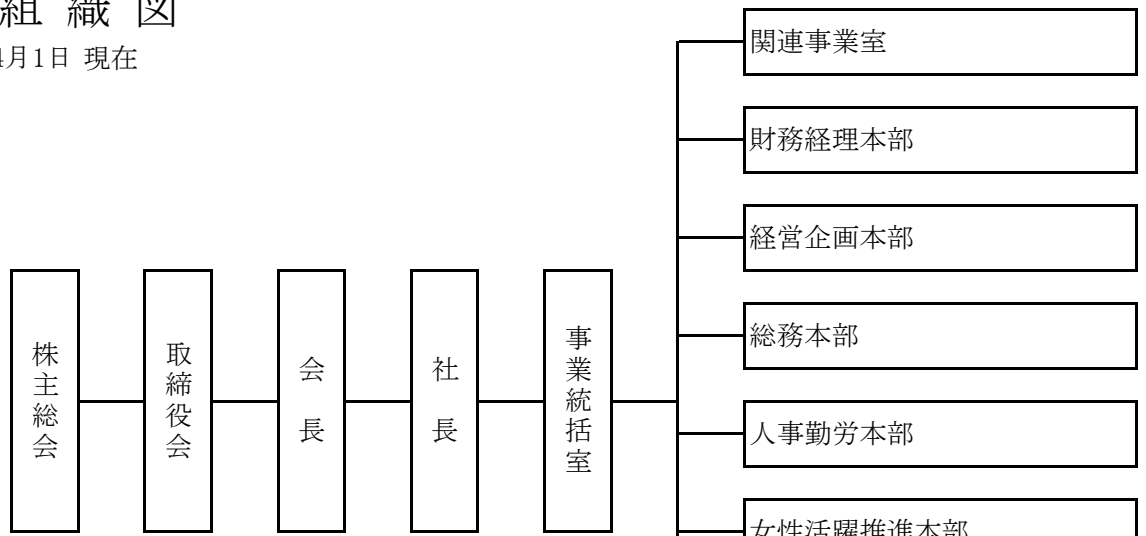 組織図
月1日 現在
関連事業室
財務経理本部
経営企画本部
総務本部
人事勤労本部
女性活躍推進本部
株主総会
取締役会
会長
社長
事業統括室